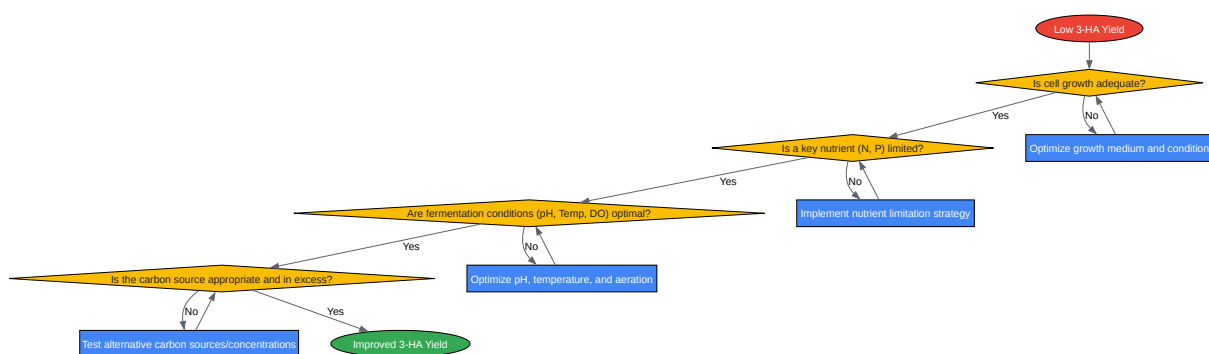 Low 3-HA Yield
Is cell growth adequate?
Yes
No
Is a key nutrient (N, P) limited?
Optimize growth medium and condition
Yes
No
Are fermentation conditions (pH, Temp, DO) optimal?
Implement nutrient limitation strategy
Yes
No
Is the carbon source appropriate and in excess?
Optimize pH, temperature, and aeration
No
Yes
Test alternative carbon sources/concentrations
Improved 3-HA Yield